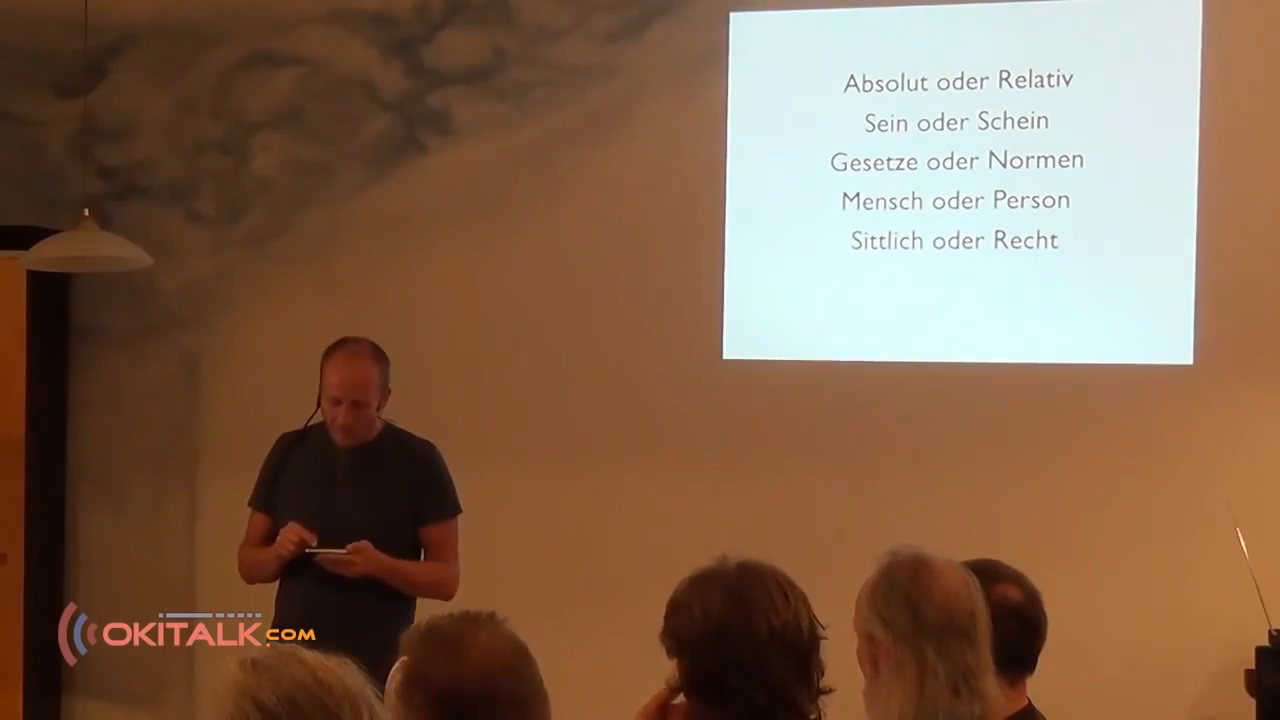 Absolut oder Relativ
Sein oder Schein
Gesetze oder Normen
Mensch oder Person
Sittlich oder Recht
OKITALK.COM